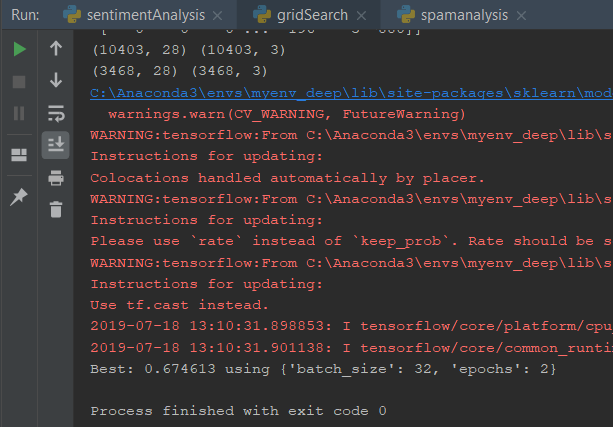 Run: sentimentAnalysis gridSearch spamanalysis
(10403, 28) (10403, 3)
(3468, 28) (3468, 3)
C:\Anaconda3\envs\myenv_deep\lib\site-packages\sklearn\mod
warnings.warn(CV_WARNING, FutureWarning)
WARNING:tensorflow:From C:\Anaconda3\envs\myenv_deep\lib\s
Instructions for updating:
Colocations handled automatically by placer.
WARNING:tensorflow:From C:\Anaconda3\envs\myenv_deep\lib\s
Instructions for updating:
Please use `rate` instead of `keep_prob`. Rate should be s
WARNING:tensorflow:From C:\Anaconda3\envs\myenv_deep\lib\s
Instructions for updating:
Use tf.cast instead.
2019-07-18 13:10:31.898853: I tensorflow/core/platform/cpu_
2019-07-18 13:10:31.901138: I tensorflow/core/common_runti
Best: 0.674613 using {'batch_size': 32, 'epochs': 2}
Process finished with exit code 0